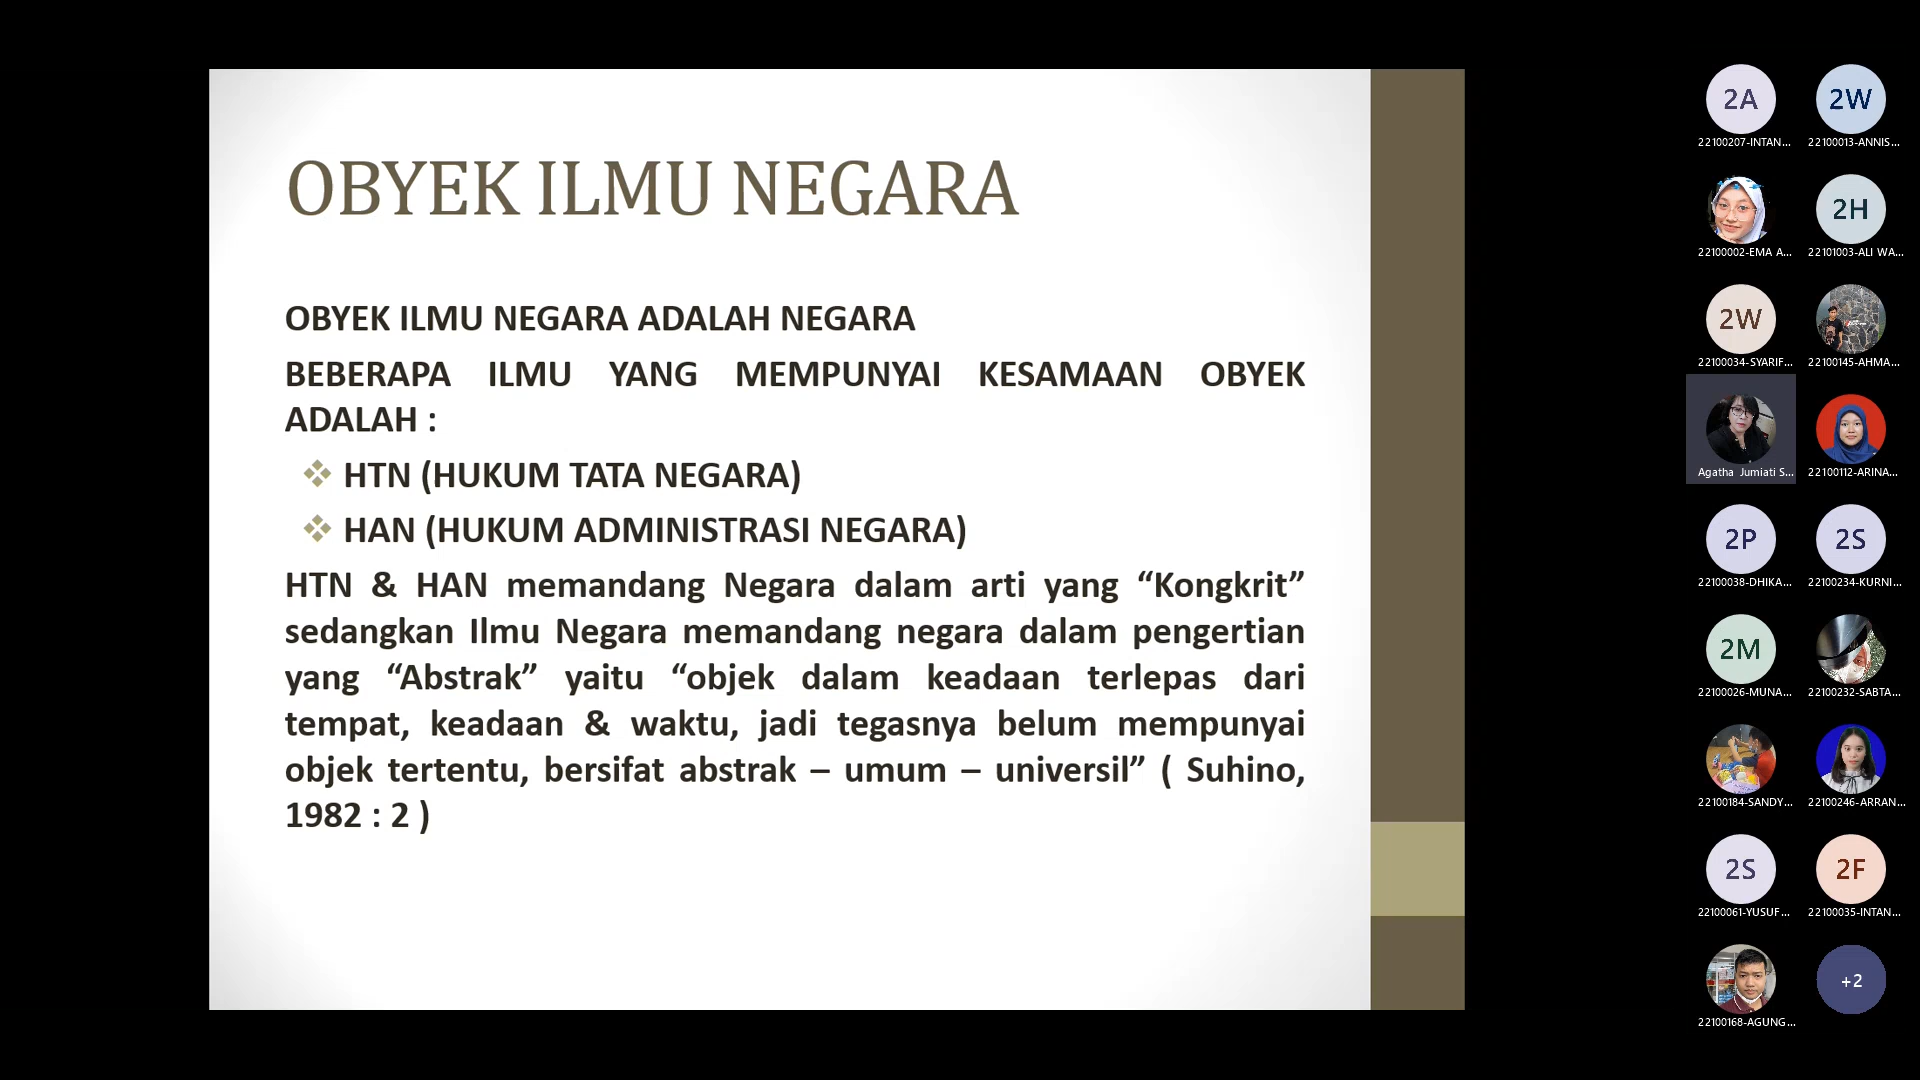 OBYEK ILMU NEGARA
OBYEK ILMU NEGARA ADALAH NEGARA
BEBERAPA ILMU YANG MEMPUNYAI KESAMAAN OBYEK
ADALAH :
HTN (HUKUM TATA NEGARA)
HAN (HUKUM ADMINISTRASI NEGARA)
HTN & HAN memandang Negara dalam arti yang “Kongkrit”
sedangkan Ilmu Negara memandang negara dalam pengertian
yang “Abstrak” yaitu “objek dalam keadaan terlepas dari
tempat, keadaan & waktu, jadi tegasnya belum mempunyai
objek tertentu, bersifat abstrak – umum – universil” ( Suhino,
1982 : 2 )
2A
22100207-INTAN...
2W
22100013-ANNIS...
22100002-EMA A...
2H
22101003-ALI WA...
2W
22100034-SYARIF...
22100145-AHMA...
Agatha Jumiati S...
22100112-ARINA...
2P
22100038-DHIKA...
2S
22100234-KURNI...
2M
22100026-MUNA...
22100232-SABTA...
22100184-SANDY...
22100246-ARRAN...
2S
22100061-YUSUF...
2F
22100035-INTAN...
22100168-AGUNG...
+2